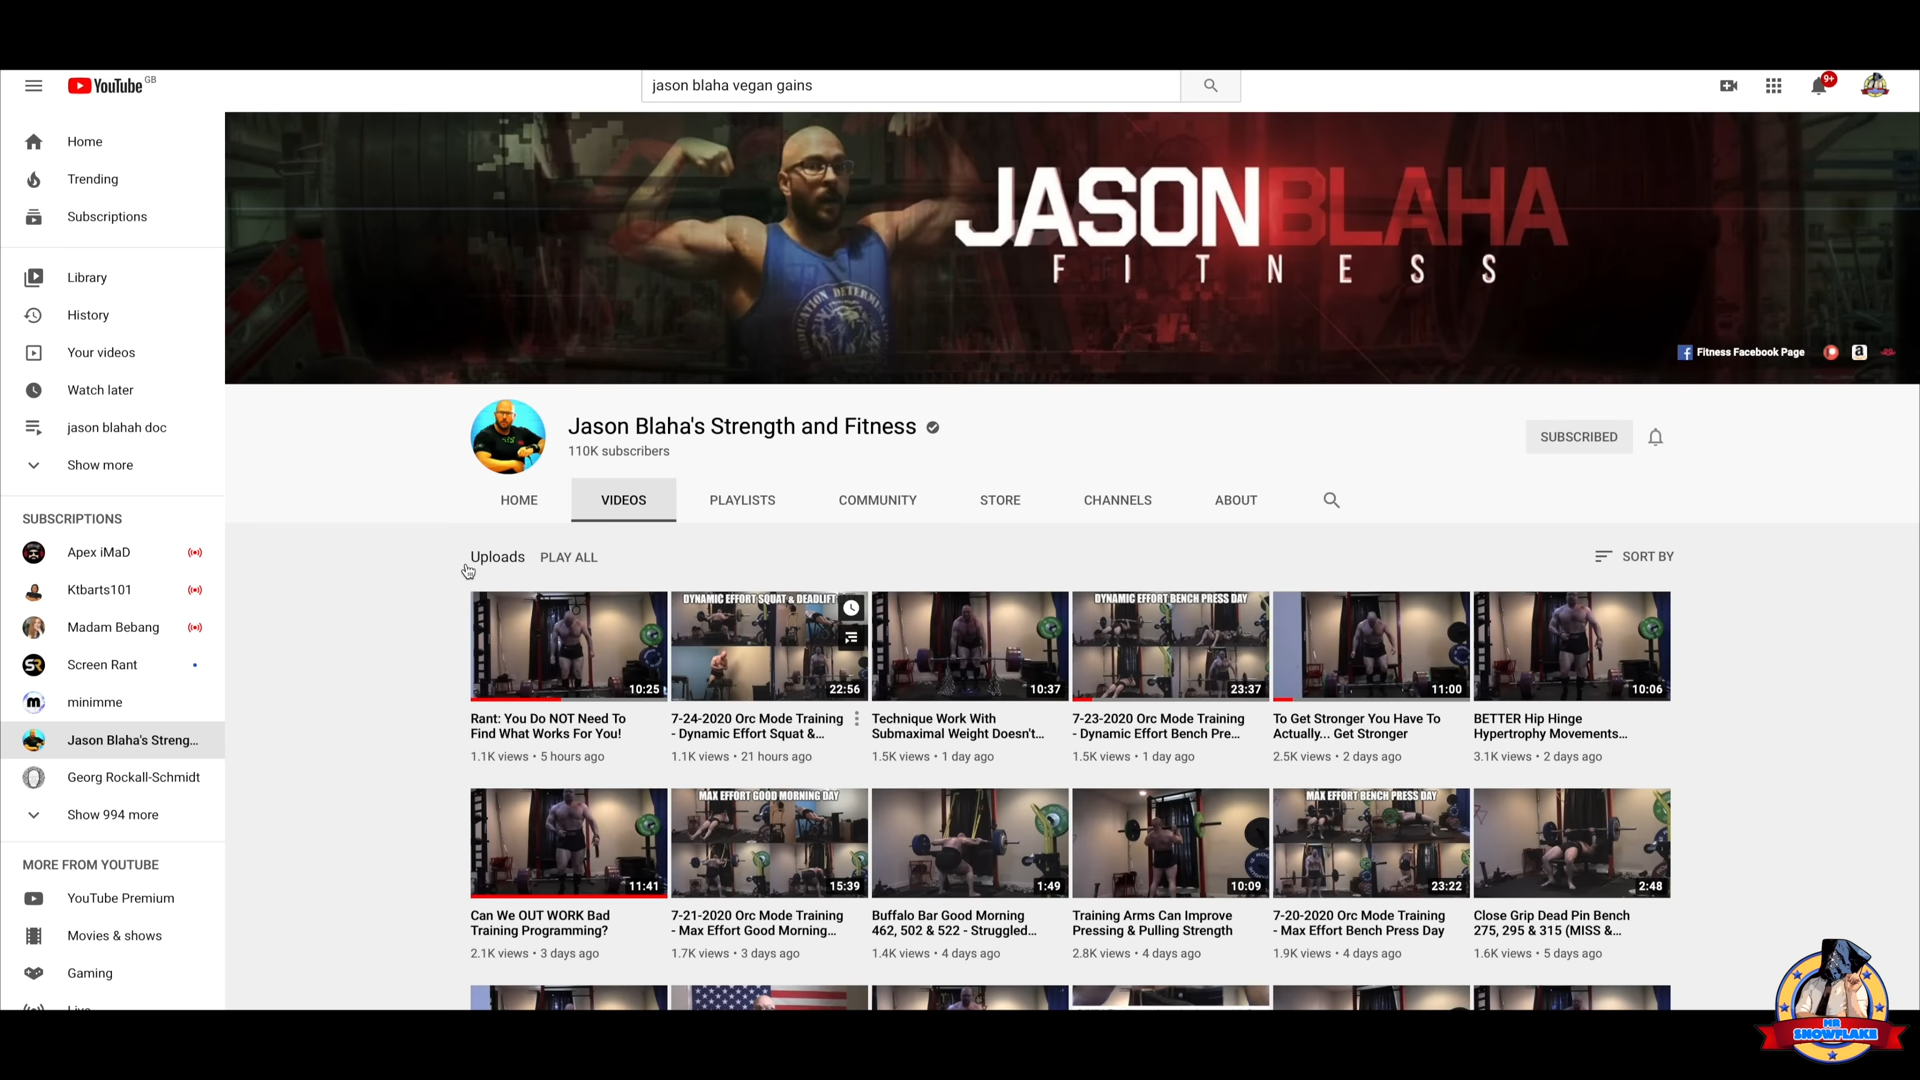 YouTube GB
jason blaha vegan gains
9+
Home
Trending
Subscriptions
Library
History
Your videos
Watch later
jason blahah doc
Show more
SUBSCRIPTIONS
Apex iMaD
Ktbarts101
Madam Bebang
Screen Rant
minimme
Jason Blaha's Streng...
Georg Rockall-Schmidt
Show 994 more
MORE FROM YOUTUBE
YouTube Premium
Movies & shows
Gaming
Live
JASONBLAHA
FITNESS
Fitness Facebook Page
Jason Blaha's Strength and Fitness
110K subscribers
SUBSCRIBED
HOME VIDEOS PLAYLISTS COMMUNITY STORE CHANNELS ABOUT
Uploads PLAY ALL
SORT BY
DYNAMIC EFFORT SQUAT & DEADLIFT
DYNAMIC EFFORT BENCH PRESS DAY
10:25 22:56 10:37 23:37 11:00 10:06
Rant: You Do NOT Need To
Find What Works For You!
1.1K views • 5 hours ago
7-24-2020 Orc Mode Training
- Dynamic Effort Squat &...
1.1K views • 21 hours ago
Technique Work With
Submaximal Weight Doesn't...
1.5K views • 1 day ago
7-23-2020 Orc Mode Training
- Dynamic Effort Bench Pre...
1.5K views • 1 day ago
To Get Stronger You Have To
Actually... Get Stronger
2.5K views • 2 days ago
BETTER Hip Hinge
Hypertrophy Movements...
3.1K views • 2 days ago
MAX EFFORT GOOD MORNING DAY
MAX EFFORT BENCH PRESS DAY
11:41 15:39 1:49 10:09 23:22 2:48
Can We OUT WORK Bad
Training Programming?
2.1K views • 3 days ago
7-21-2020 Orc Mode Training
- Max Effort Good Morning...
1.7K views • 3 days ago
Buffalo Bar Good Morning
462, 502 & 522 - Struggled...
1.4K views • 4 days ago
Training Arms Can Improve
Pressing & Pulling Strength
2.8K views • 4 days ago
7-20-2020 Orc Mode Training
- Max Effort Bench Press Day
1.9K views • 4 days ago
Close Grip Dead Pin Bench
275, 295 & 315 (MISS &...
1.6K views • 5 days ago
MR
SNOWFLAKE